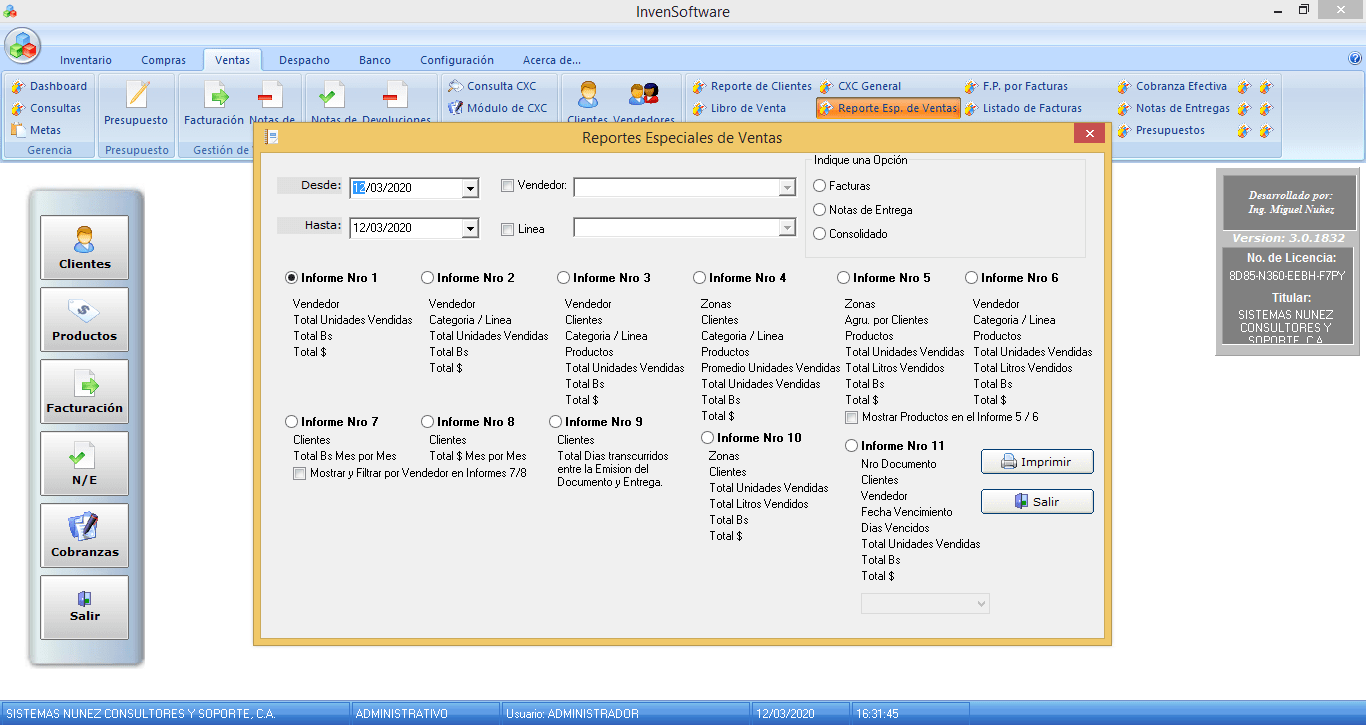 InvenSoftware
Inventario
Compras
Ventas
Despacho
Banco
Configuración
Acerca de...
Dashboard
Consultas
Metas
Gerencia
Presupuesto
Presupuesto
Facturación
Notas de
Gestión de
Notas de
Devoluciones
Consulta CXC
Módulo de CXC
Clientes
Vendedores
Reporte de Clientes
Libro de Venta
CXC General
Reporte Esp. de Ventas
F.P. por Facturas
Listado de Facturas
Cobranza Efectiva
Notas de Entregas
Presupuestos
Clientes
Productos
Facturación
N/E
Cobranzas
Salir
Reportes Especiales de Ventas
Desde: 12/03/2020
Hasta: 12/03/2020
Vendedor:
Linea
Indique una Opción
Facturas
Notas de Entrega
Consolidado
Informe Nro 1
Vendedor
Total Unidades Vendidas
Total Bs
Total $
Informe Nro 2
Vendedor
Categoria / Linea
Total Unidades Vendidas
Total Bs
Total $
Informe Nro 3
Vendedor
Clientes
Categoria / Linea
Productos
Total Unidades Vendidas
Total Bs
Total $
Informe Nro 4
Zonas
Clientes
Categoria / Linea
Productos
Promedio Unidades Vendidas
Total Unidades Vendidas
Total Bs
Total $
Informe Nro 5
Zonas
Agru. por Clientes
Productos
Total Unidades Vendidas
Total Litros Vendidos
Total Bs
Total $
Informe Nro 6
Vendedor
Categoria / Linea
Productos
Total Unidades Vendidas
Total Litros Vendidos
Total Bs
Total $
Mostrar Productos en el Informe 5 / 6
Informe Nro 7
Clientes
Total Bs Mes por Mes
Informe Nro 8
Clientes
Total $ Mes por Mes
Mostrar y Filtrar por Vendedor en Informes 7/8
Informe Nro 9
Clientes
Total Dias transcurridos
entre la Emision del
Documento y Entrega.
Informe Nro 10
Zonas
Clientes
Total Unidades Vendidas
Total Litros Vendidos
Total Bs
Total $
Informe Nro 11
Nro Documento
Clientes
Vendedor
Fecha Vencimiento
Dias Vencidos
Total Unidades Vendidas
Total Bs
Total $
Imprimir
Salir
Desarrollado por:
Ing. Miguel Nuñez
Version: 3.0.1832
No. de Licencia:
8D85-N360-EEBH-F7PY
Titular:
SISTEMAS NUNEZ
CONSULTORES Y
SOPORTE, C.A.
SISTEMAS NUNEZ CONSULTORES Y SOPORTE, C.A.
ADMINISTRATIVO
Usuario: ADMINISTRADOR
12/03/2020
16:31:45